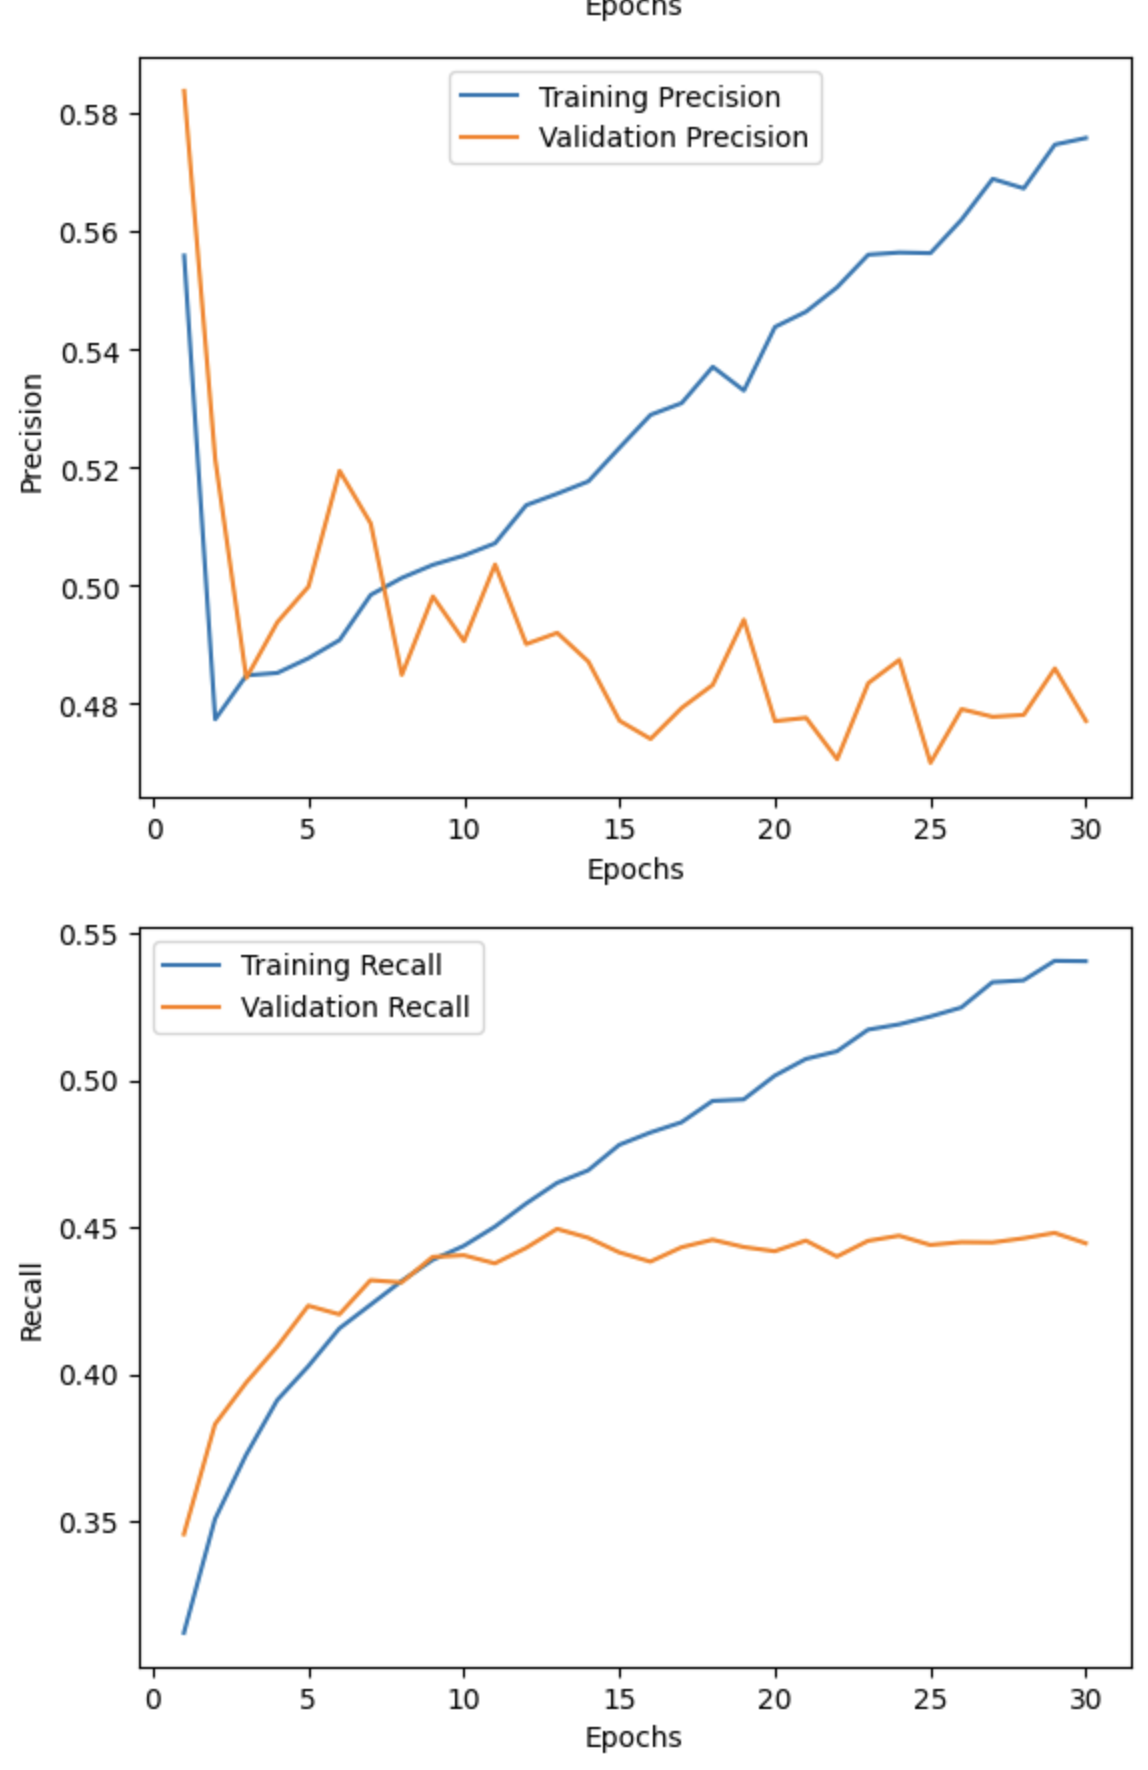 Epochs
Training Precision
Validation Precision
0.58
0.56
0.54
0.52
0.50
0.48
Precision
0 5 10 15 20 25 30
Epochs
Training Recall
Validation Recall
0.55
0.50
0.45
0.40
0.35
Recall
0 5 10 15 20 25 30
Epochs